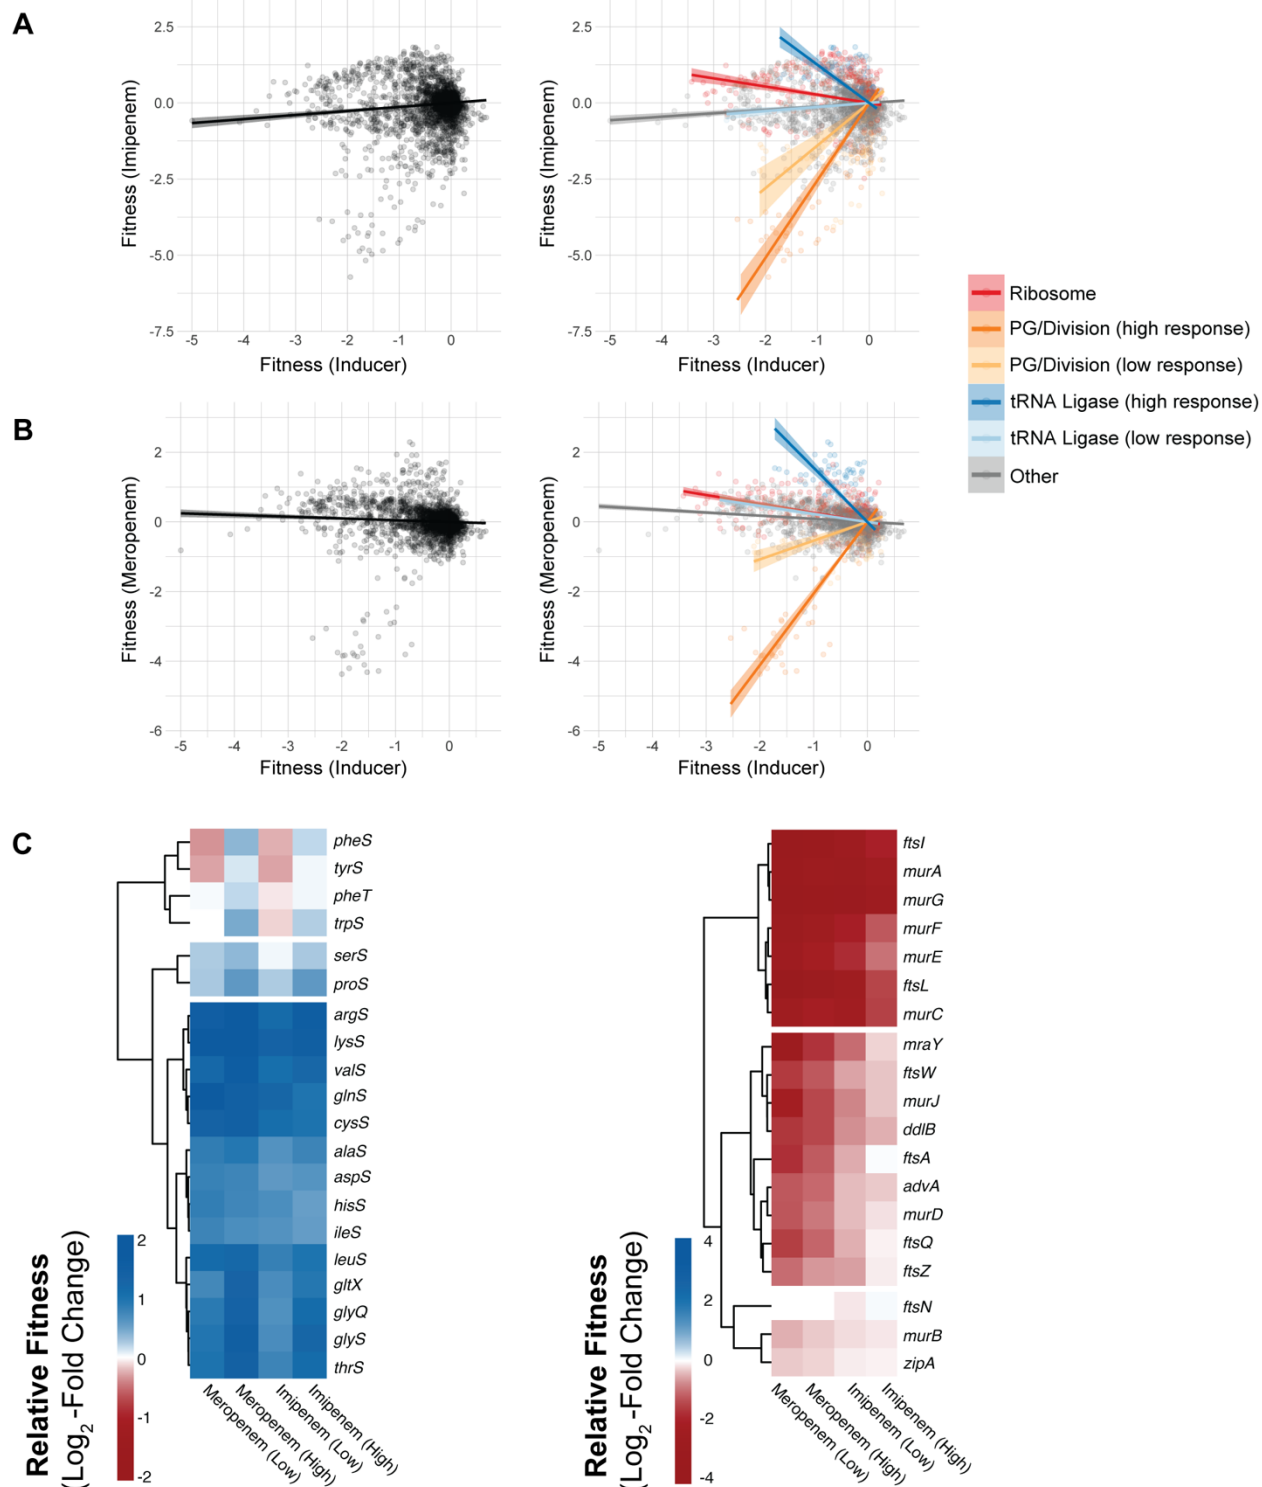 A
2.5
0.0
-2.5
-5.0
-7.5
Fitness (Imipenem)
-5 -4 -3 -2 -1 0
Fitness (Inducer)
2.5
0.0
-2.5
-5.0
-7.5
Fitness (Imipenem)
-5 -4 -3 -2 -1 0
Fitness (Inducer)
Ribosome
PG/Division (high response)
PG/Division (low response)
tRNA Ligase (high response)
tRNA Ligase (low response)
Other
B
2
0
-2
-4
-6
Fitness (Meropenem)
-5 -4 -3 -2 -1 0
Fitness (Inducer)
2
0
-2
-4
-6
Fitness (Meropenem)
-5 -4 -3 -2 -1 0
Fitness (Inducer)
C
pheS
tyrS
pheT
trpS
serS
proS
argS
lysS
valS
glnS
cysS
alaS
aspS
hisS
ileS
leuS
gltX
glyQ
glyS
thrS
Meropenem (Low)
Meropenem (High)
Imipenem (Low)
Imipenem (High)
Relative Fitness
(Log2 -Fold Change)
2
1
0
-1
-2
ftsI
murA
murG
murF
murE
ftsL
murC
mraY
ftsW
murJ
ddlB
ftsA
advA
murD
ftsQ
ftsZ
ftsN
murB
zipA
Meropenem (Low)
Meropenem (High)
Imipenem (Low)
Imipenem (High)
Relative Fitness
(Log2 -Fold Change)
4
2
0
-2
-4